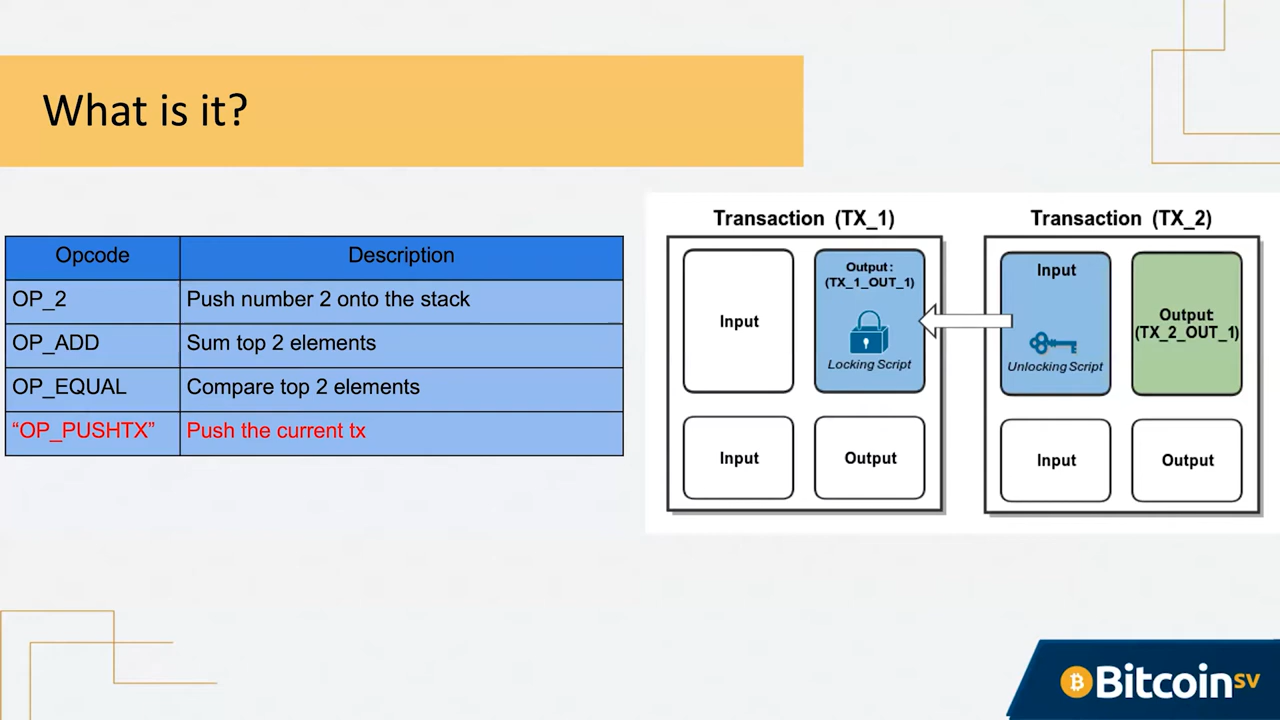 What is it?
Opcode Description
OP_2 Push number 2 onto the stack
OP_ADD Sum top 2 elements
OP_EQUAL Compare top 2 elements
“OP_PUSHTX” Push the current tx
Transaction (TX_1)
Input
Output:
(TX_1_OUT_1)
Locking Script
Input
Output
Transaction (TX_2)
Input
Unlocking Script
Output:
(TX_2_OUT_1)
Input
Output
BitcoinSV